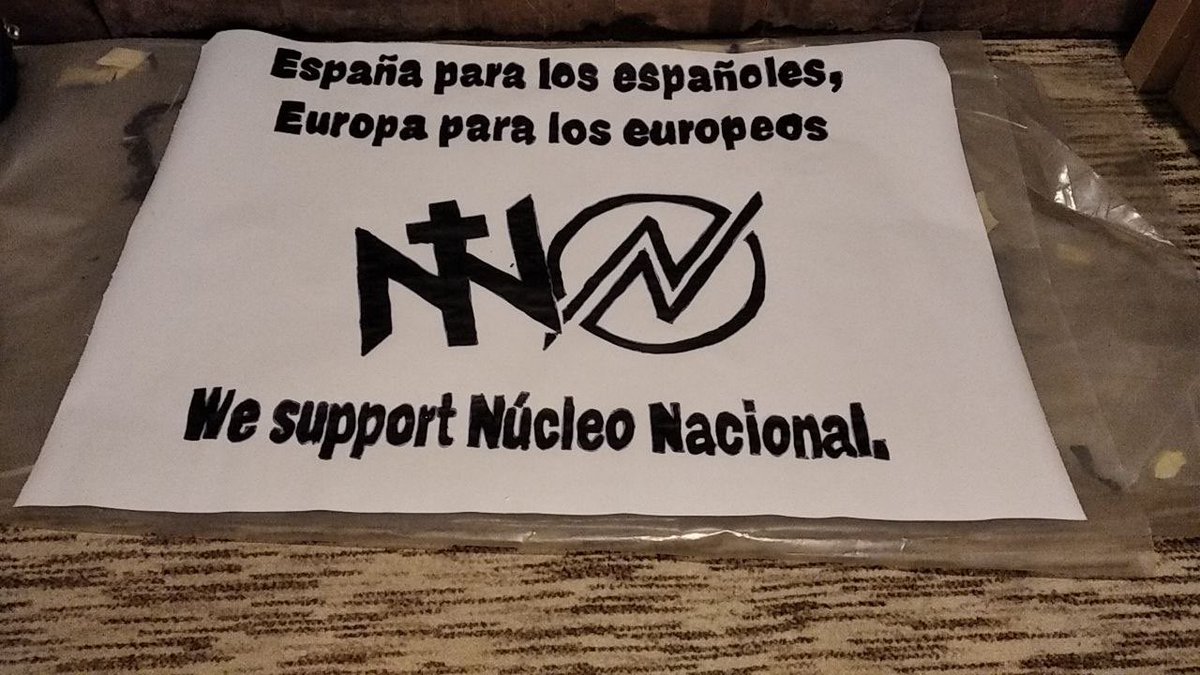 España para los españoles,
Europa para los europeos
We support Núcleo Nacional.